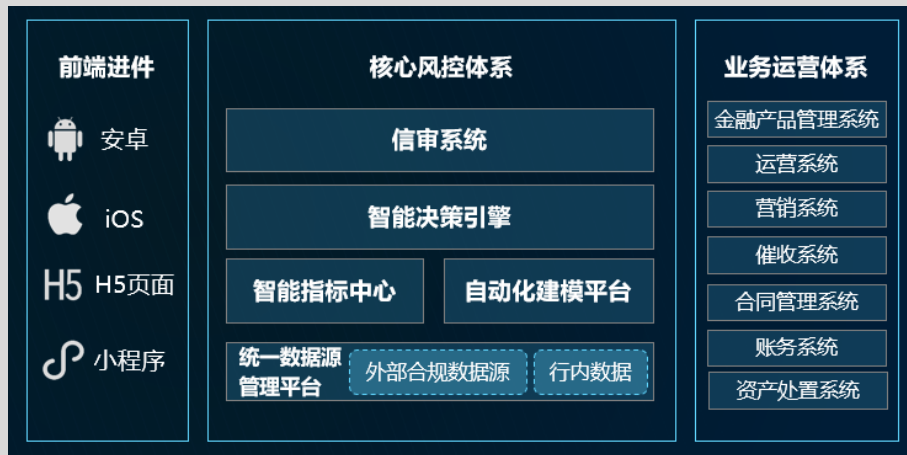 前端进件
安卓
iOS
H5 H5页面
小程序
核心风控体系
信审系统
智能决策引擎
智能指标中心
自动化建模平台
统一数据源
管理平台
外部合规数据源
行内数据
业务运营体系
金融产品管理系统
运营系统
营销系统
催收系统
合同管理系统
账务系统
资产处置系统